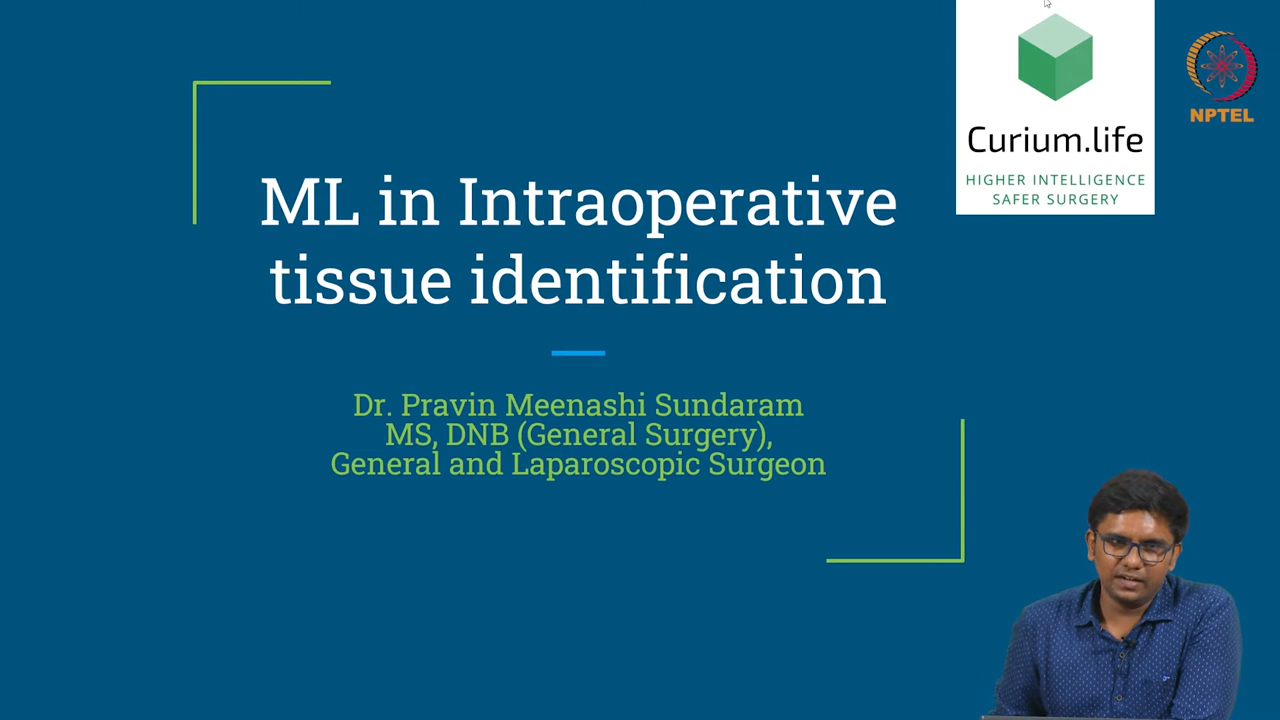 Curium.life
HIGHER INTELLIGENCE
SAFER SURGERY
NPTEL
ML in Intraoperative
tissue identification
Dr. Pravin Meenashi Sundaram
MS, DNB (General Surgery),
General and Laparoscopic Surgeon